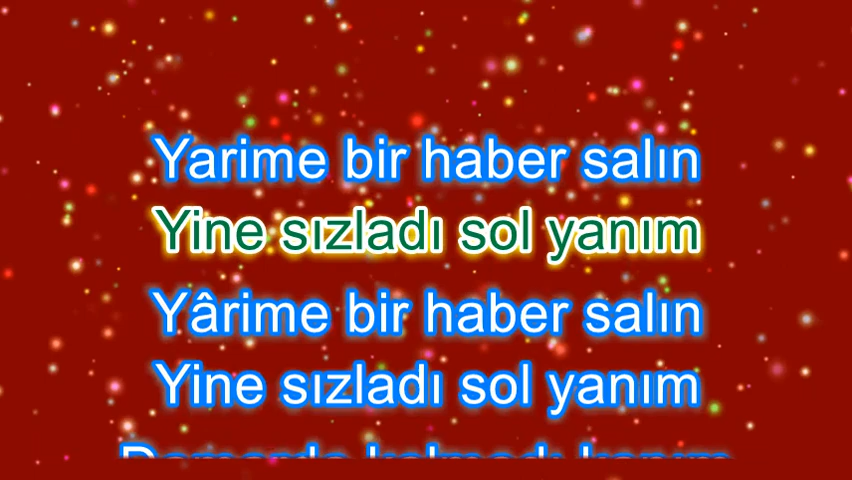 Yarime bir haber salın
Yine sızladı sol yanım
Yârime bir haber salın
Yine sızladı sol yanım